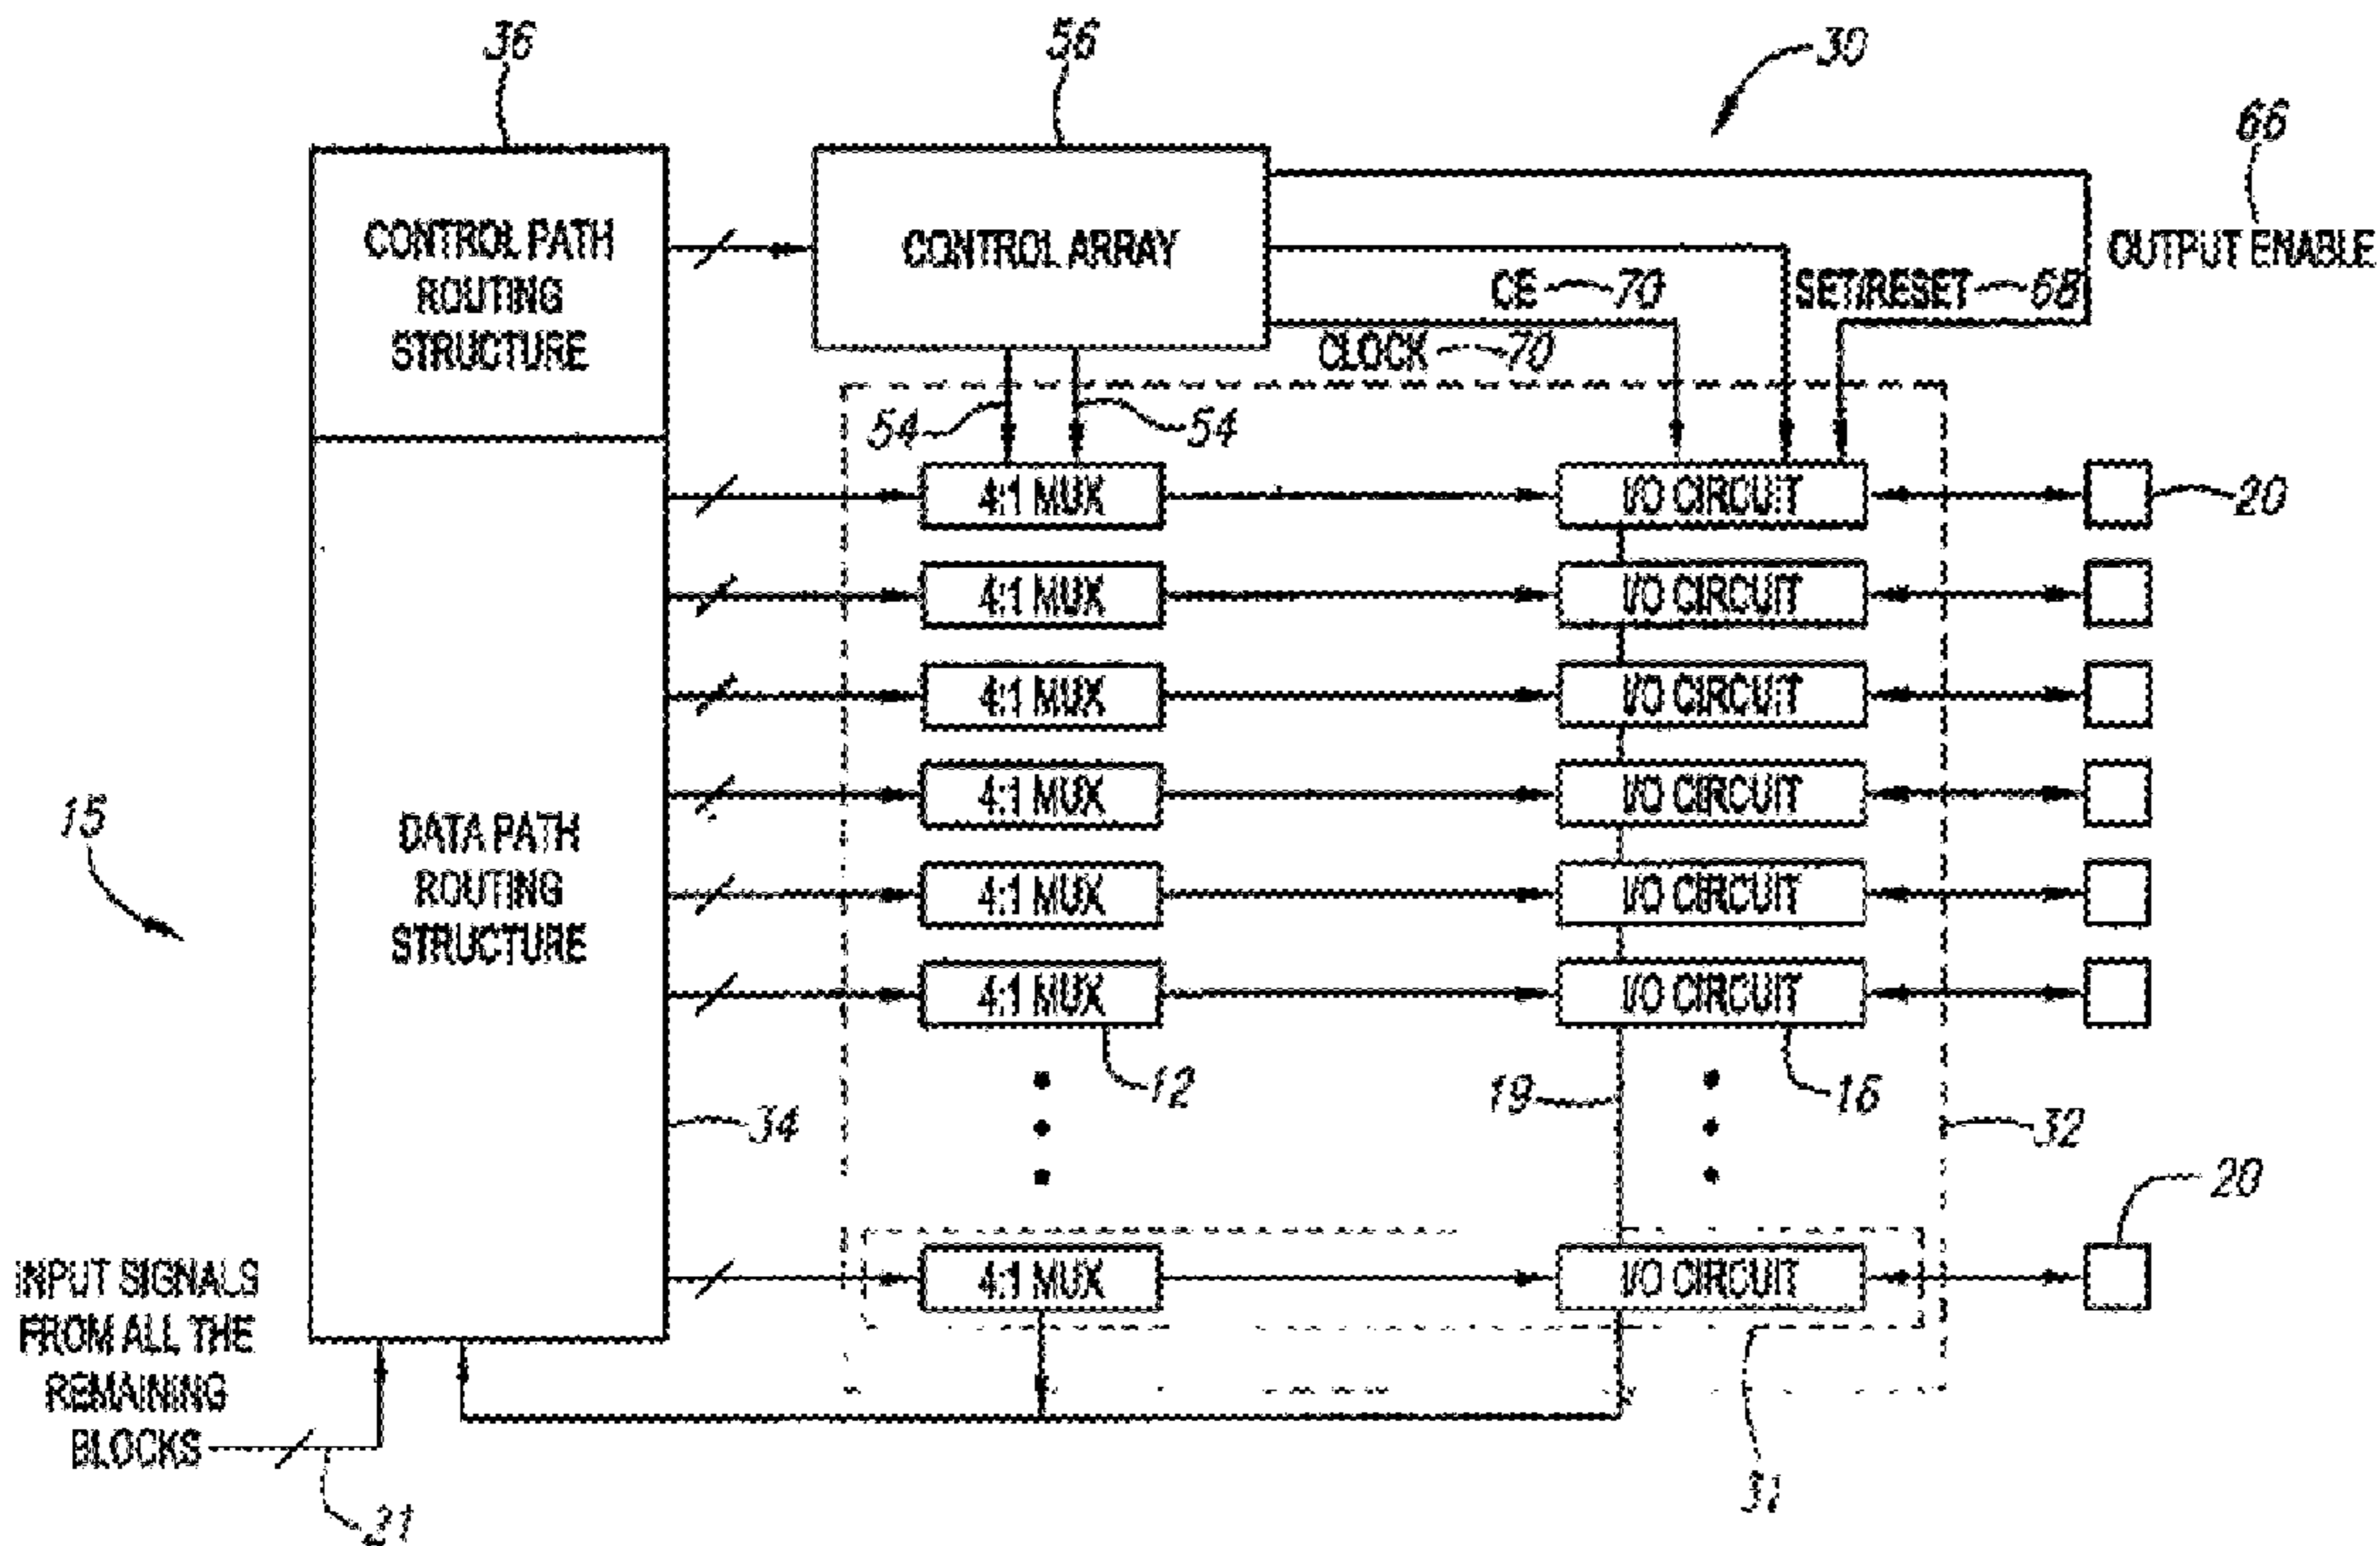 36
56
30
66
CONTROL PATH
ROUTING
STRUCTURE
CONTROL ARRAY
OUTPUT ENABLE
CE 70
SET/RESET 68
CLOCK 70
54
54
4:1 MUX
I/O CIRCUIT
20
4:1 MUX
I/O CIRCUIT
4:1 MUX
I/O CIRCUIT
4:1 MUX
I/O CIRCUIT
15
DATA PATH
ROUTING
STRUCTURE
4:1 MUX
I/O CIRCUIT
4:1 MUX
I/O CIRCUIT
12
19
16
34
32
20
4:1 MUX
I/O CIRCUIT
INPUT SIGNALS
FROM ALL THE
REMAINING
BLOCKS
31
21